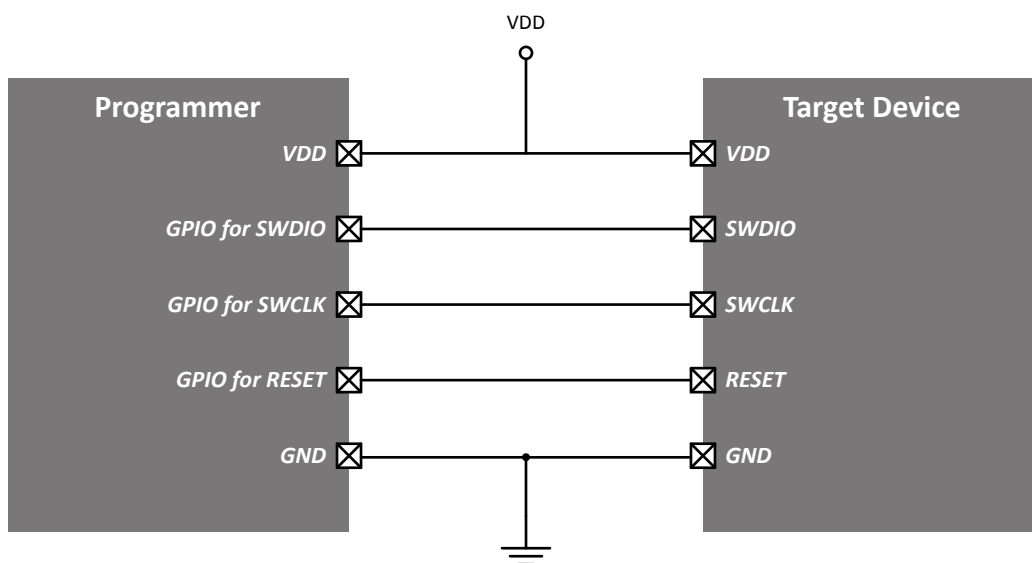 VDD
Programmer
Target Device
VDD
VDD
GPIO for SWDIO
SWDIO
GPIO for SWCLK
SWCLK
GPIO for RESET
RESET
GND
GND